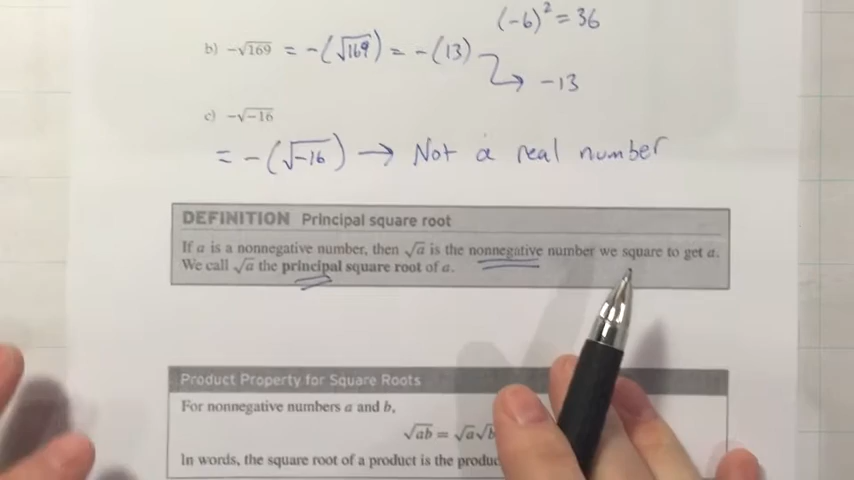 (-6)² = 36
b) -√169 = -(√169) = -(13)
→ -13
c) -√-16
= -(√-16) → Not a real number
DEFINITION Principal square root
If a is a nonnegative number, then √a is the nonnegative number we square to get a.
We call √a the principal square root of a.
Product Property for Square Roots
For nonnegative numbers a and b,
√ab = √a√b
In words, the square root of a product is the